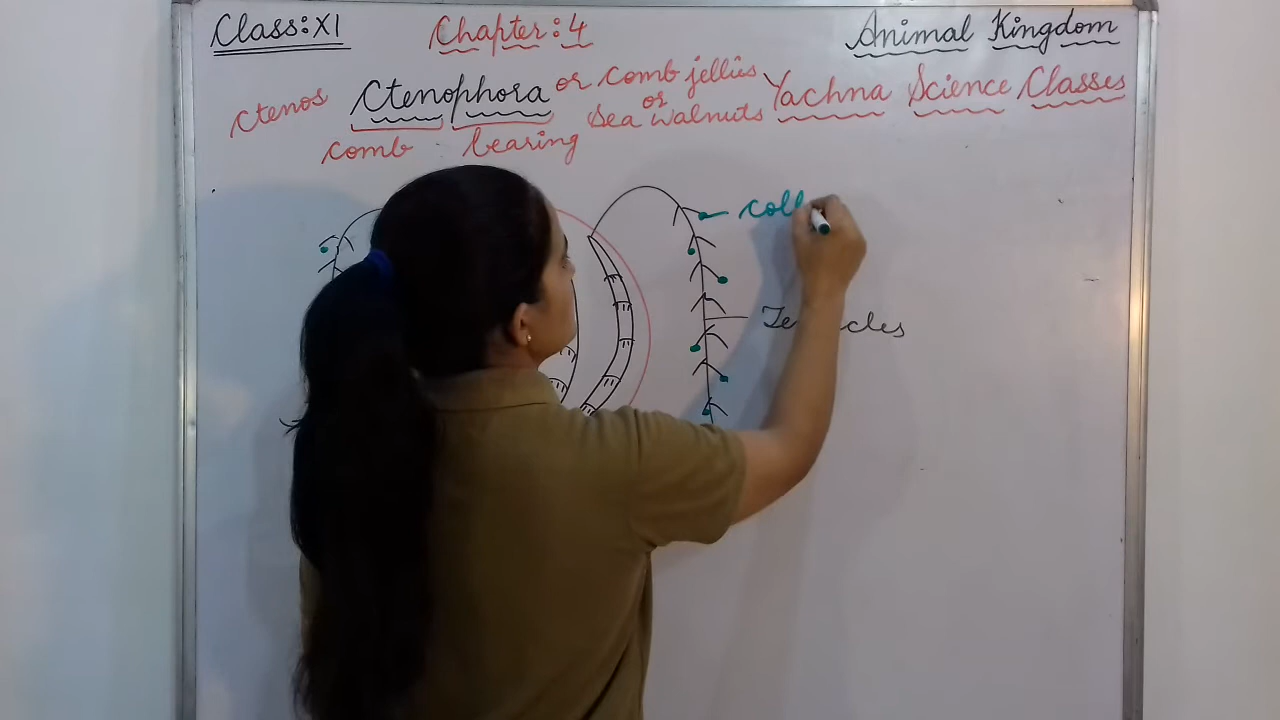 Class:XI Chapter:4 Animal Kingdom
ctenos Ctenophora or Comb jellies Yachna Science Classes
or
comb bearing Sea walnuts
coll